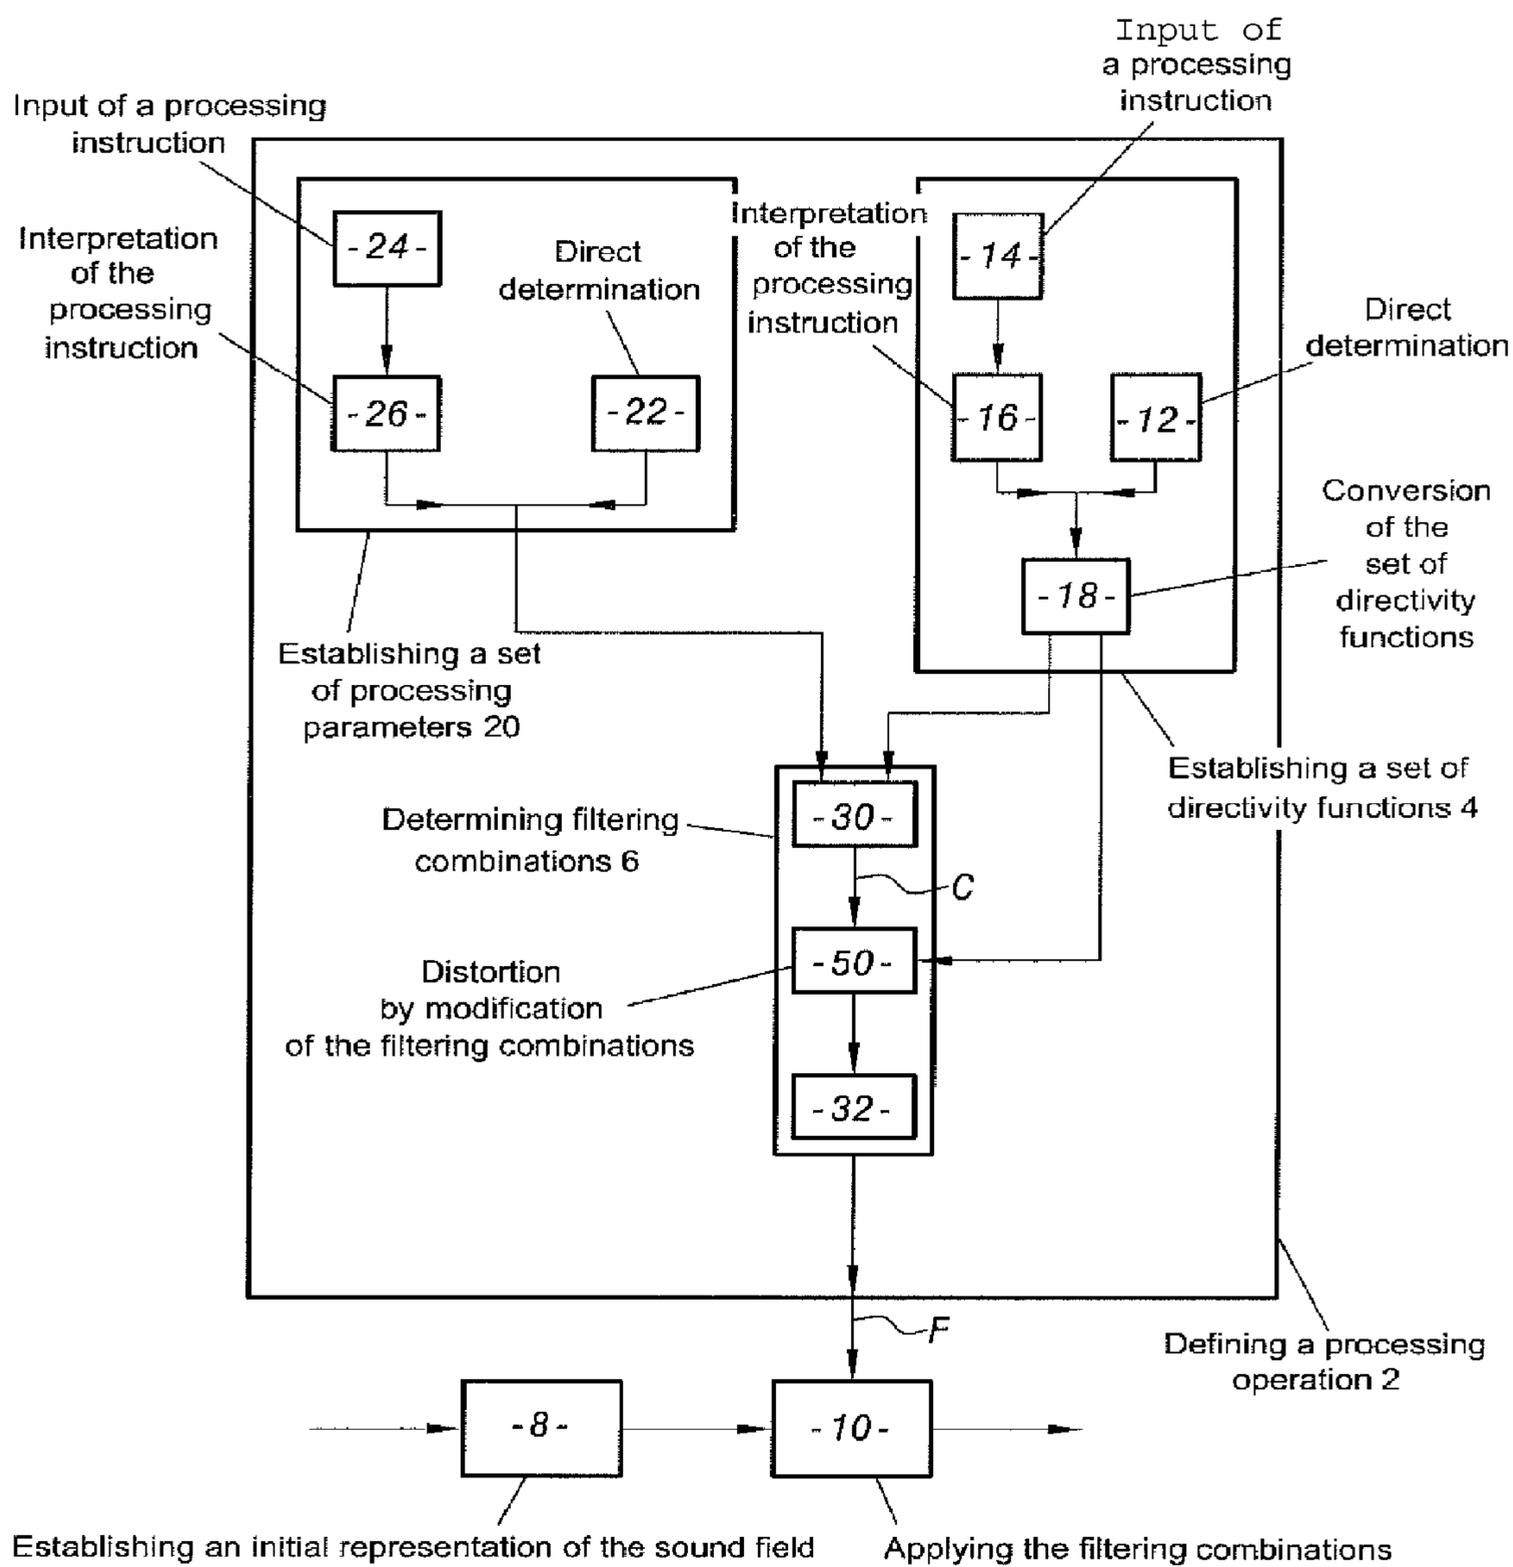 Input of
a processing
instruction
Input of a processing
instruction
Interpretation
of the
processing
instruction
-24-
Direct
determination
-26-
-22-
Interpretation
of the
processing
instruction
-14-
Direct
determination
-16-
-12-
Conversion
of the
set of
directivity
functions
-18-
Establishing a set
of processing
parameters 20
Establishing a set of
directivity functions 4
Determining filtering
combinations 6
-30-
C
Distortion
by modification
of the filtering combinations
-50-
-32-
F
Defining a processing
operation 2
-8-
-10-
Establishing an initial representation of the sound field
Applying the filtering combinations